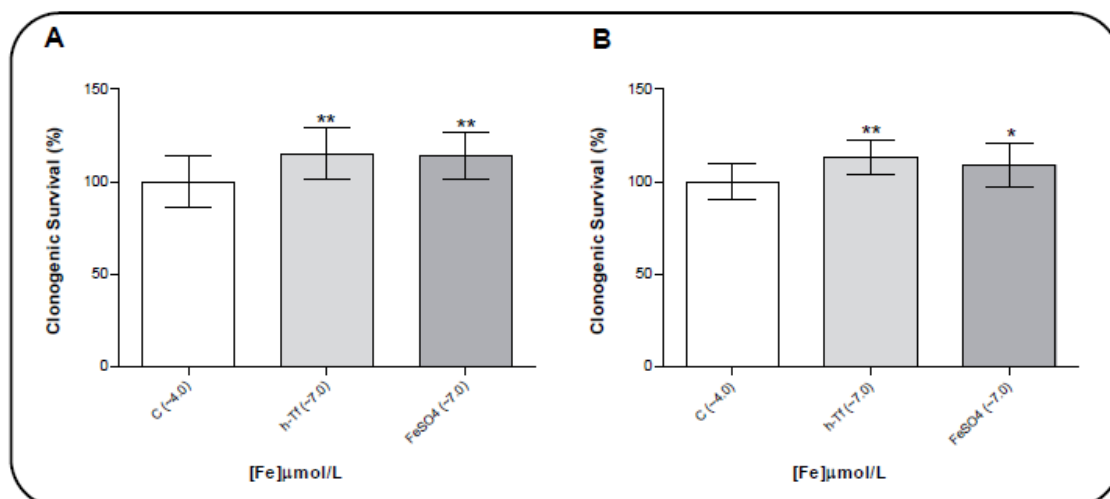 A
150
100
50
0
Clonogenic Survival (%)
**
**
C (~4.0)
h-Tf (~7.0)
FeSO4 (~7.0)
[Fe]μmol/L
B
150
100
50
0
Clonogenic Survival (%)
**
*
C (~4.0)
h-Tf (~7.0)
FeSO4 (~7.0)
[Fe]μmol/L